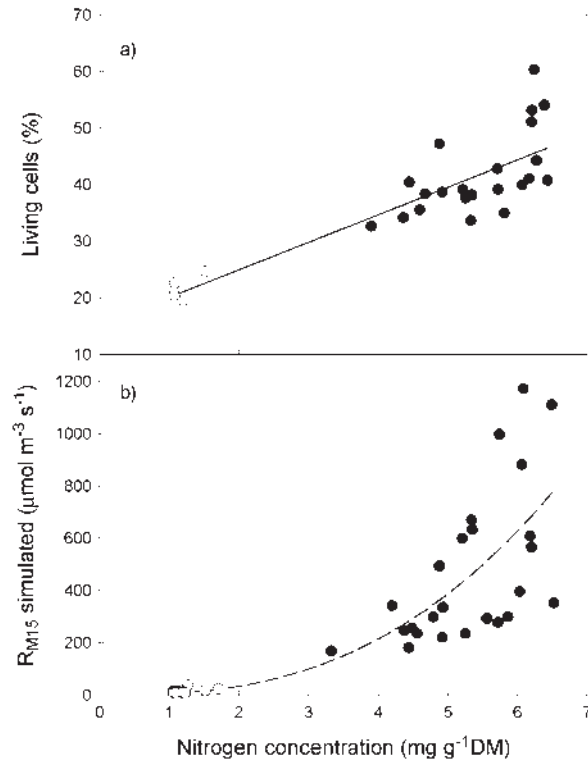 70
a)
60
50
40
30
20
10
Living cells (%)
1200
b)
1000
800
600
400
200
0
R_M15 simulated (µmol m⁻³ s⁻¹)
0 1 2 3 4 5 6 7
Nitrogen concentration (mg g⁻¹DM)